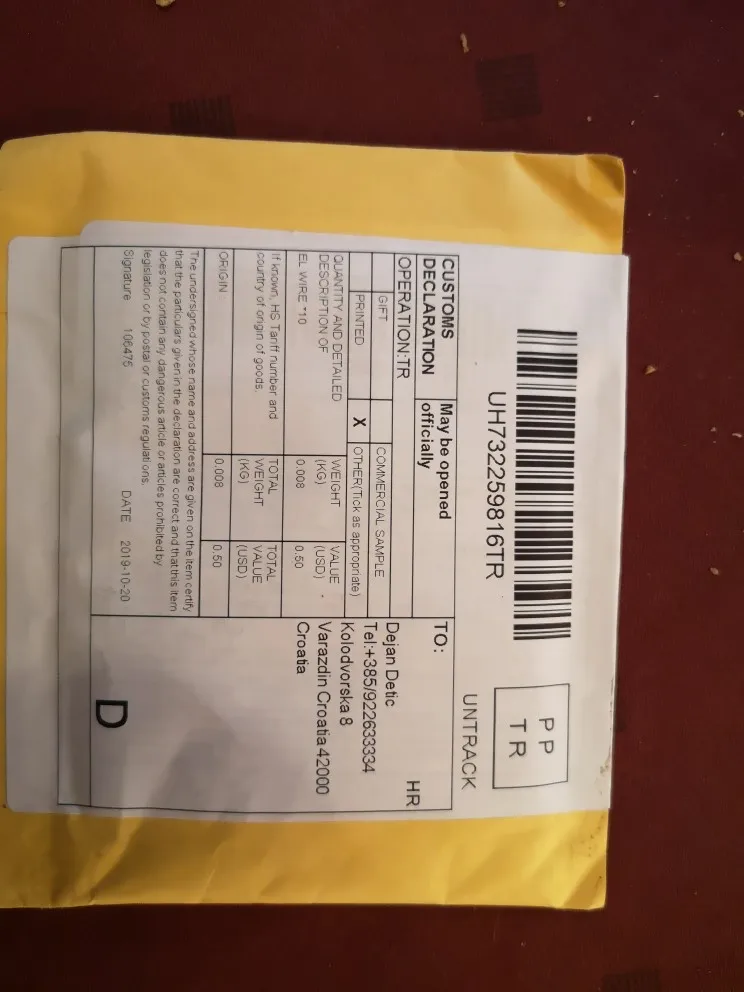 UH732259816TR
PP
TR
UNTRACK
CUSTOMS
DECLARATION
May be opened
officially
OPERATION:TR
GIFT
COMMERCIAL SAMPLE
PRINTED
X
OTHER(Tick as appropriate)
QUANTITY AND DETAILED
DESCRIPTION OF
WEIGHT
(KG)
VALUE
(USD)
EL WIRE *10
0.008
0.50
If known, HS Tariff number and
country of origin of goods.
TOTAL
WEIGHT
(KG)
TOTAL
VALUE
(USD)
ORIGIN
0.008
0.50
The undersigned whose name and address are given on the item certify
that the particulars given in the declaration are correct and that this item
does not contain any dangerous article or articles prohibited by
legislation or by postal or customs regulations.
Signature 106475 DATE 2019-10-20
TO:
HR
Dejan Detic
Tel:+385/922633334
Kolodvorska 8
Varazdin Croatia 42000
Croatia
D